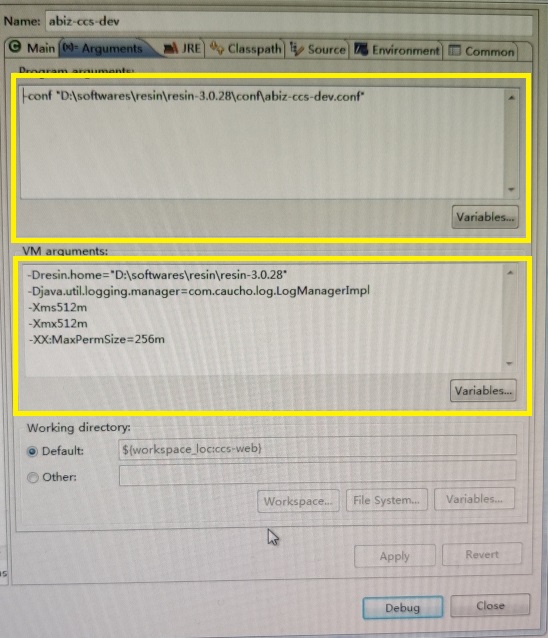 Name: abiz-ccs-dev
Main (x)= Arguments JRE Classpath Source Environment Common
Program arguments:
-conf "D:\softwares\resin\resin-3.0.28\conf\abiz-ccs-dev.conf"
Variables...
VM arguments:
-Dresin.home="D:\softwares\resin\resin-3.0.28"
-Djava.util.logging.manager=com.caucho.log.LogManagerImpl
-Xms512m
-Xmx512m
-XX:MaxPermSize=256m
Variables...
Working directory:
Default: ${workspace_loc:ccs-web}
Other:
Workspace... File System... Variables...
Apply Revert
Debug Close